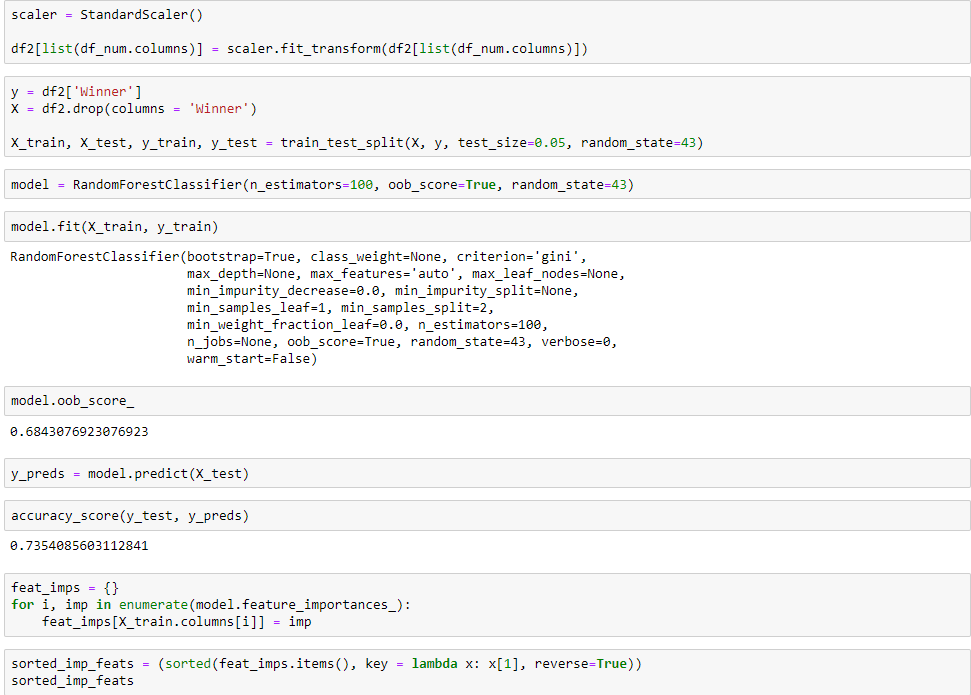 scaler = StandardScaler()
df2[list(df_num.columns)] = scaler.fit_transform(df2[list(df_num.columns)])
y = df2['Winner']
X = df2.drop(columns = 'Winner')
X_train, X_test, y_train, y_test = train_test_split(X, y, test_size=0.05, random_state=43)
model = RandomForestClassifier(n_estimators=100, oob_score=True, random_state=43)
model.fit(X_train, y_train)
RandomForestClassifier(bootstrap=True, class_weight=None, criterion='gini',
                       max_depth=None, max_features='auto', max_leaf_nodes=None,
                       min_impurity_decrease=0.0, min_impurity_split=None,
                       min_samples_leaf=1, min_samples_split=2,
                       min_weight_fraction_leaf=0.0, n_estimators=100,
                       n_jobs=None, oob_score=True, random_state=43, verbose=0,
                       warm_start=False)
model.oob_score_
0.6843076923076923
y_preds = model.predict(X_test)
accuracy_score(y_test, y_preds)
0.7354085603112841
feat_imps = {}
for i, imp in enumerate(model.feature_importances_):
    feat_imps[X_train.columns[i]] = imp
sorted_imp_feats = (sorted(feat_imps.items(), key = lambda x: x[1], reverse=True))
sorted_imp_feats